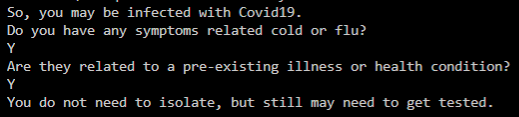 So, you may be infected with Covid19.
Do you have any symptoms related cold or flu?
Y
Are they related to a pre-existing illness or health condition?
Y
You do not need to isolate, but still may need to get tested.